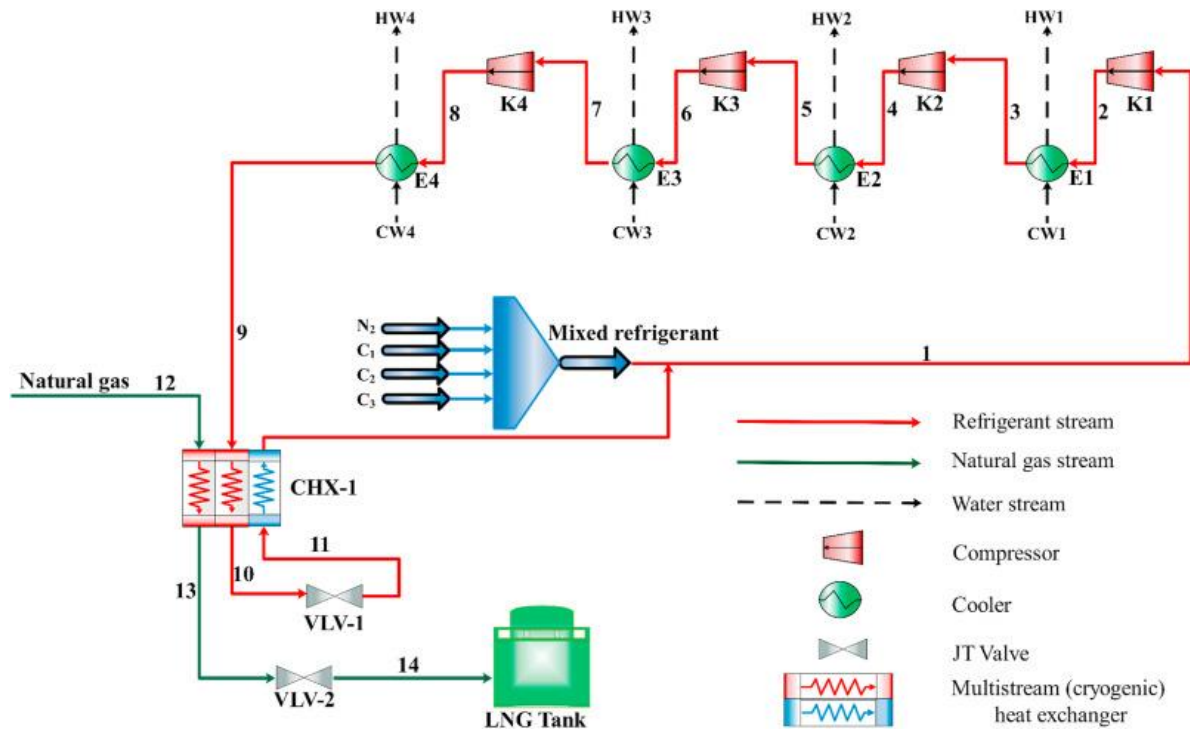 HW4
HW3
HW2
HW1
K4
K3
K2
K1
8
7
6
5
4
3
2
E4
E3
E2
E1
CW4
CW3
CW2
CW1
9
N₂
C₁
C₂
C₃
Mixed refrigerant
1
Natural gas
12
CHX-1
11
10
13
VLV-1
14
VLV-2
LNG Tank
Refrigerant stream
Natural gas stream
Water stream
Compressor
Cooler
JT Valve
Multistream (cryogenic)
heat exchanger